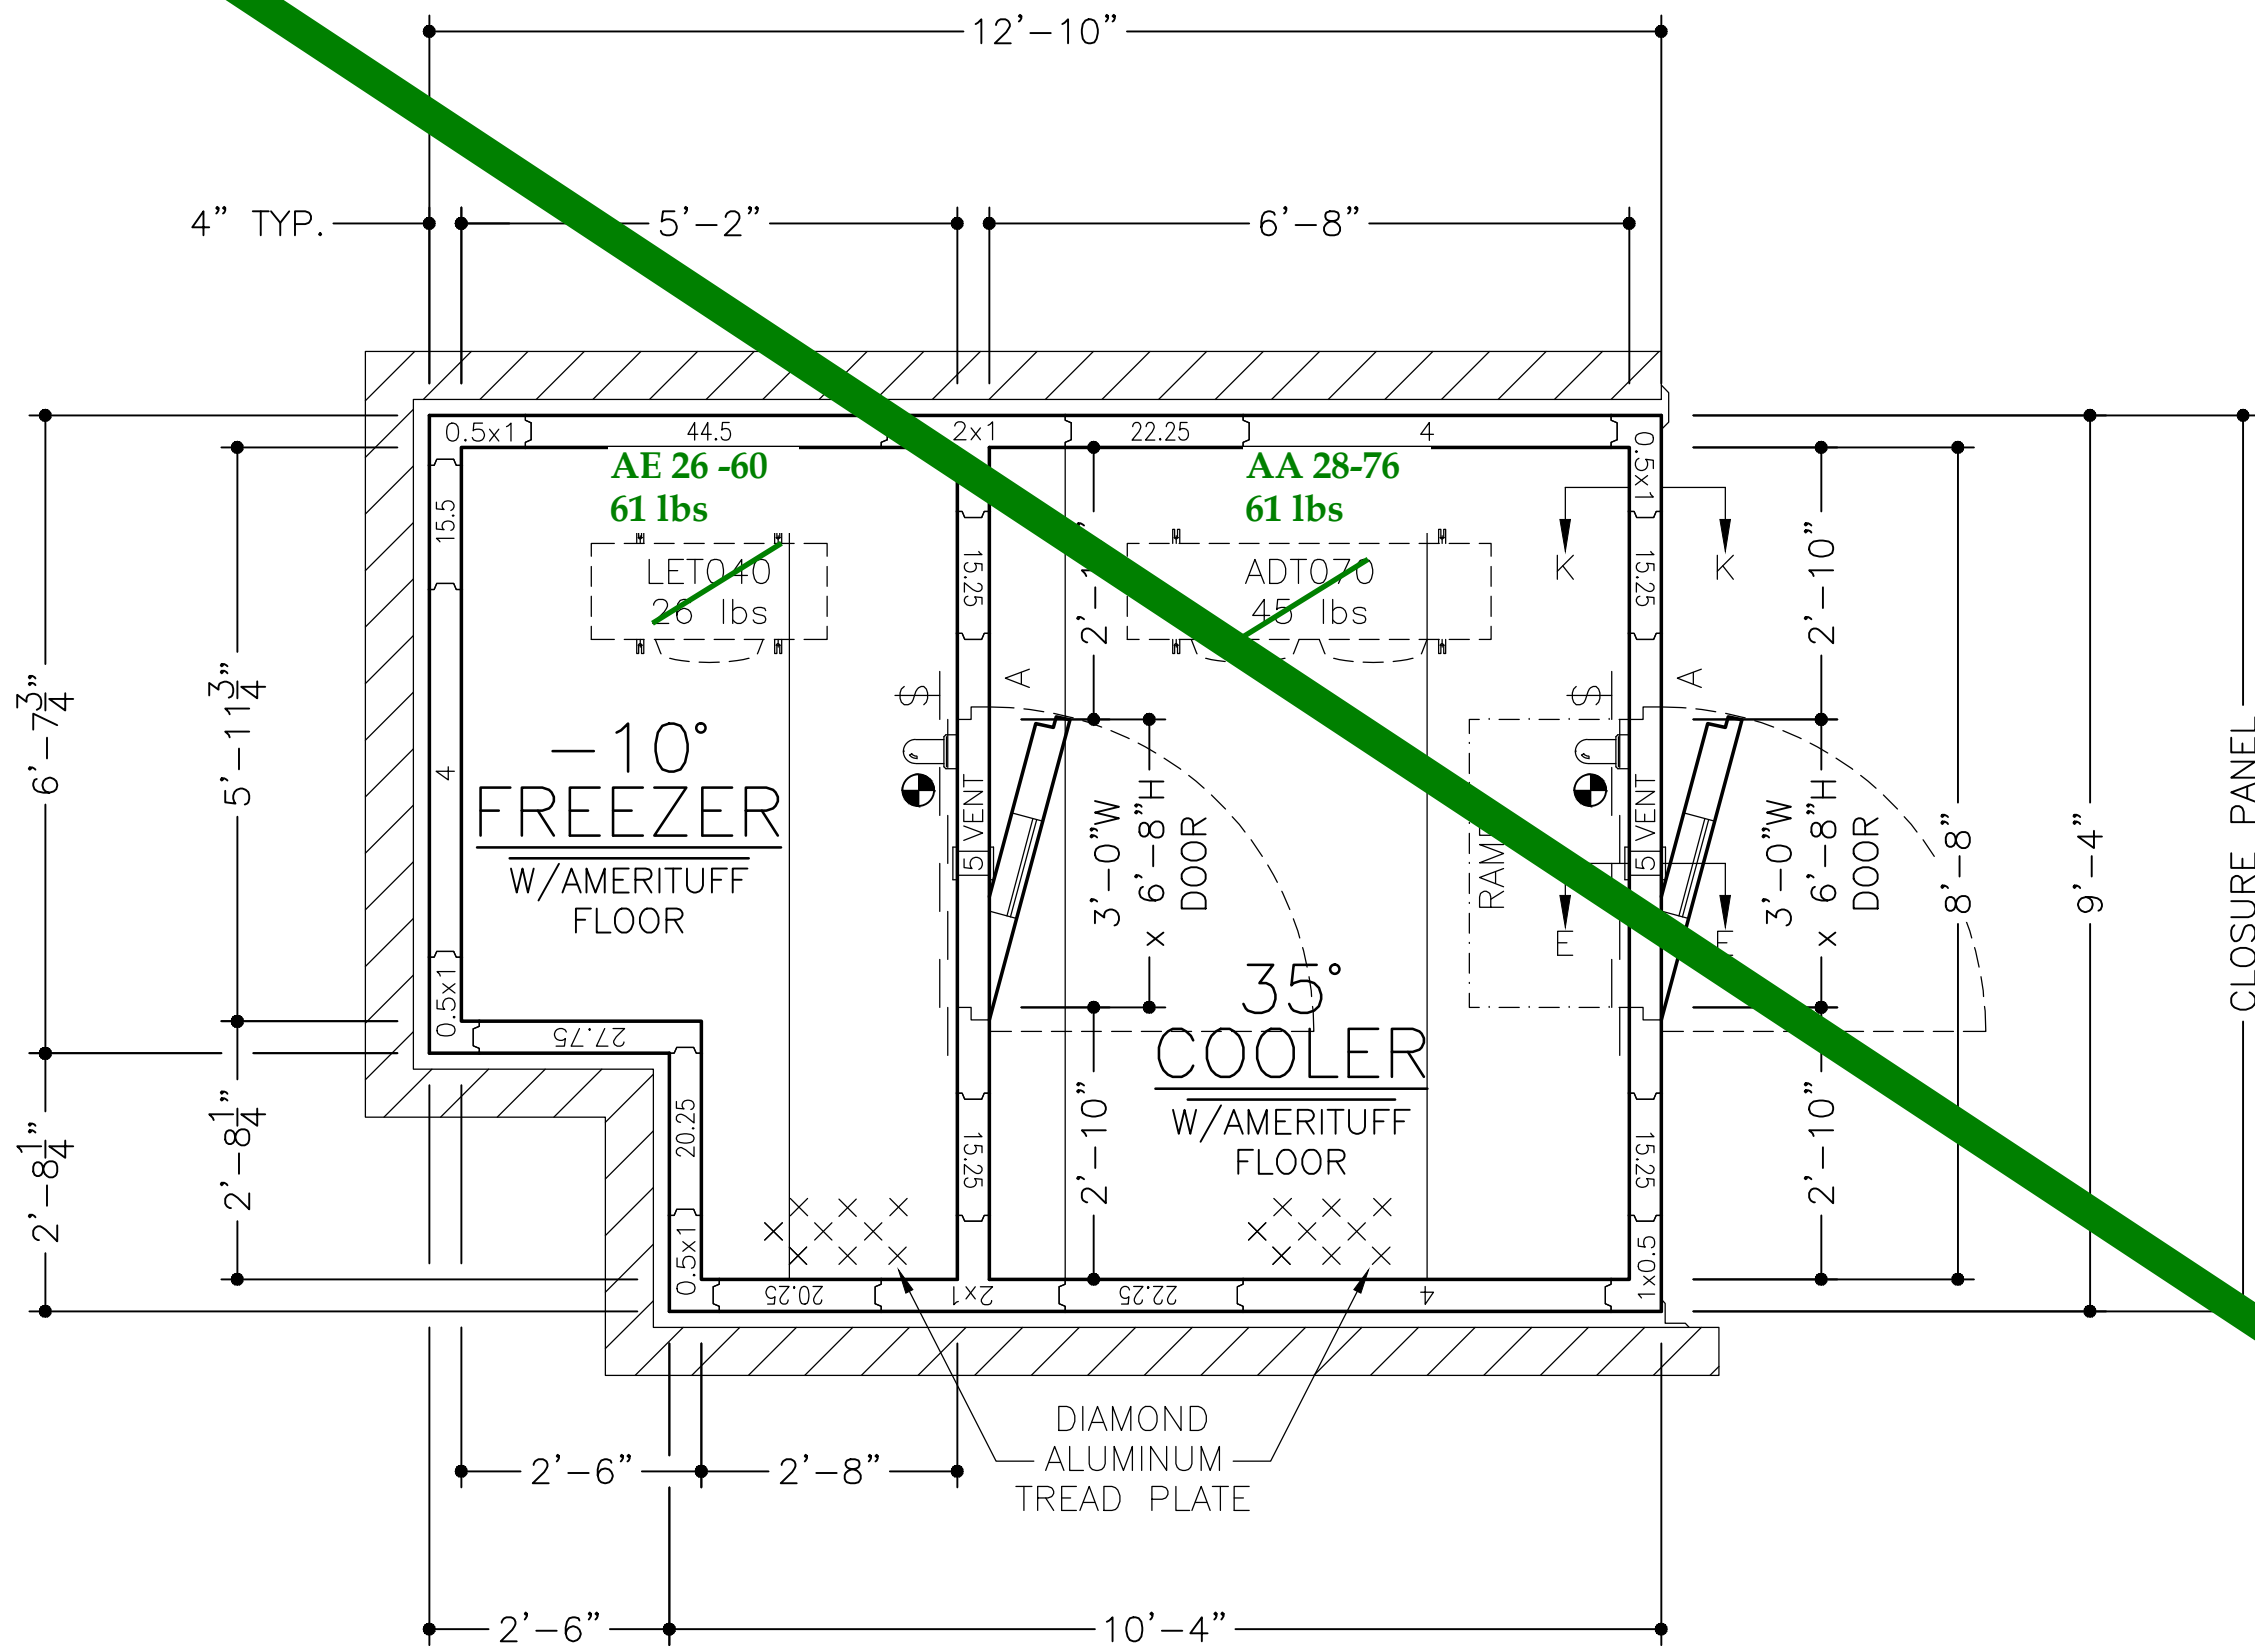 12'-10"
4" TYP.
5'-2"
6'-8"
0.5x1
44.5
2x1
22.25
4
0.5x1
AE 26 -60
61 lbs
AA 28-76
61 lbs
15.5
LET040
26 lbs
15.25
ADT070
45 lbs
K
K
15.25
2'-10"
6'-7 3/4"
5'-11 3/4"
$
A
$
A
4
-10°
FREEZER
W/AMERITUFF
FLOOR
5 VENT
3'-0"W
x 6'-8"H
DOOR
5 VENT
3'-0"W
x 6'-8"H
DOOR
8'-8"
9'-4"
CLOSURE PANEL
E
35°
COOLER
W/AMERITUFF
FLOOR
0.5x1
27.75
2'-8 1/4"
2'-8 1/4"
20.25
15.25
2'-10"
15.25
2'-10"
0.5x1
20.25
2x1
22.25
4
1x0.5
DIAMOND
ALUMINUM
TREAD PLATE
2'-6"
2'-8"
2'-6"
10'-4"